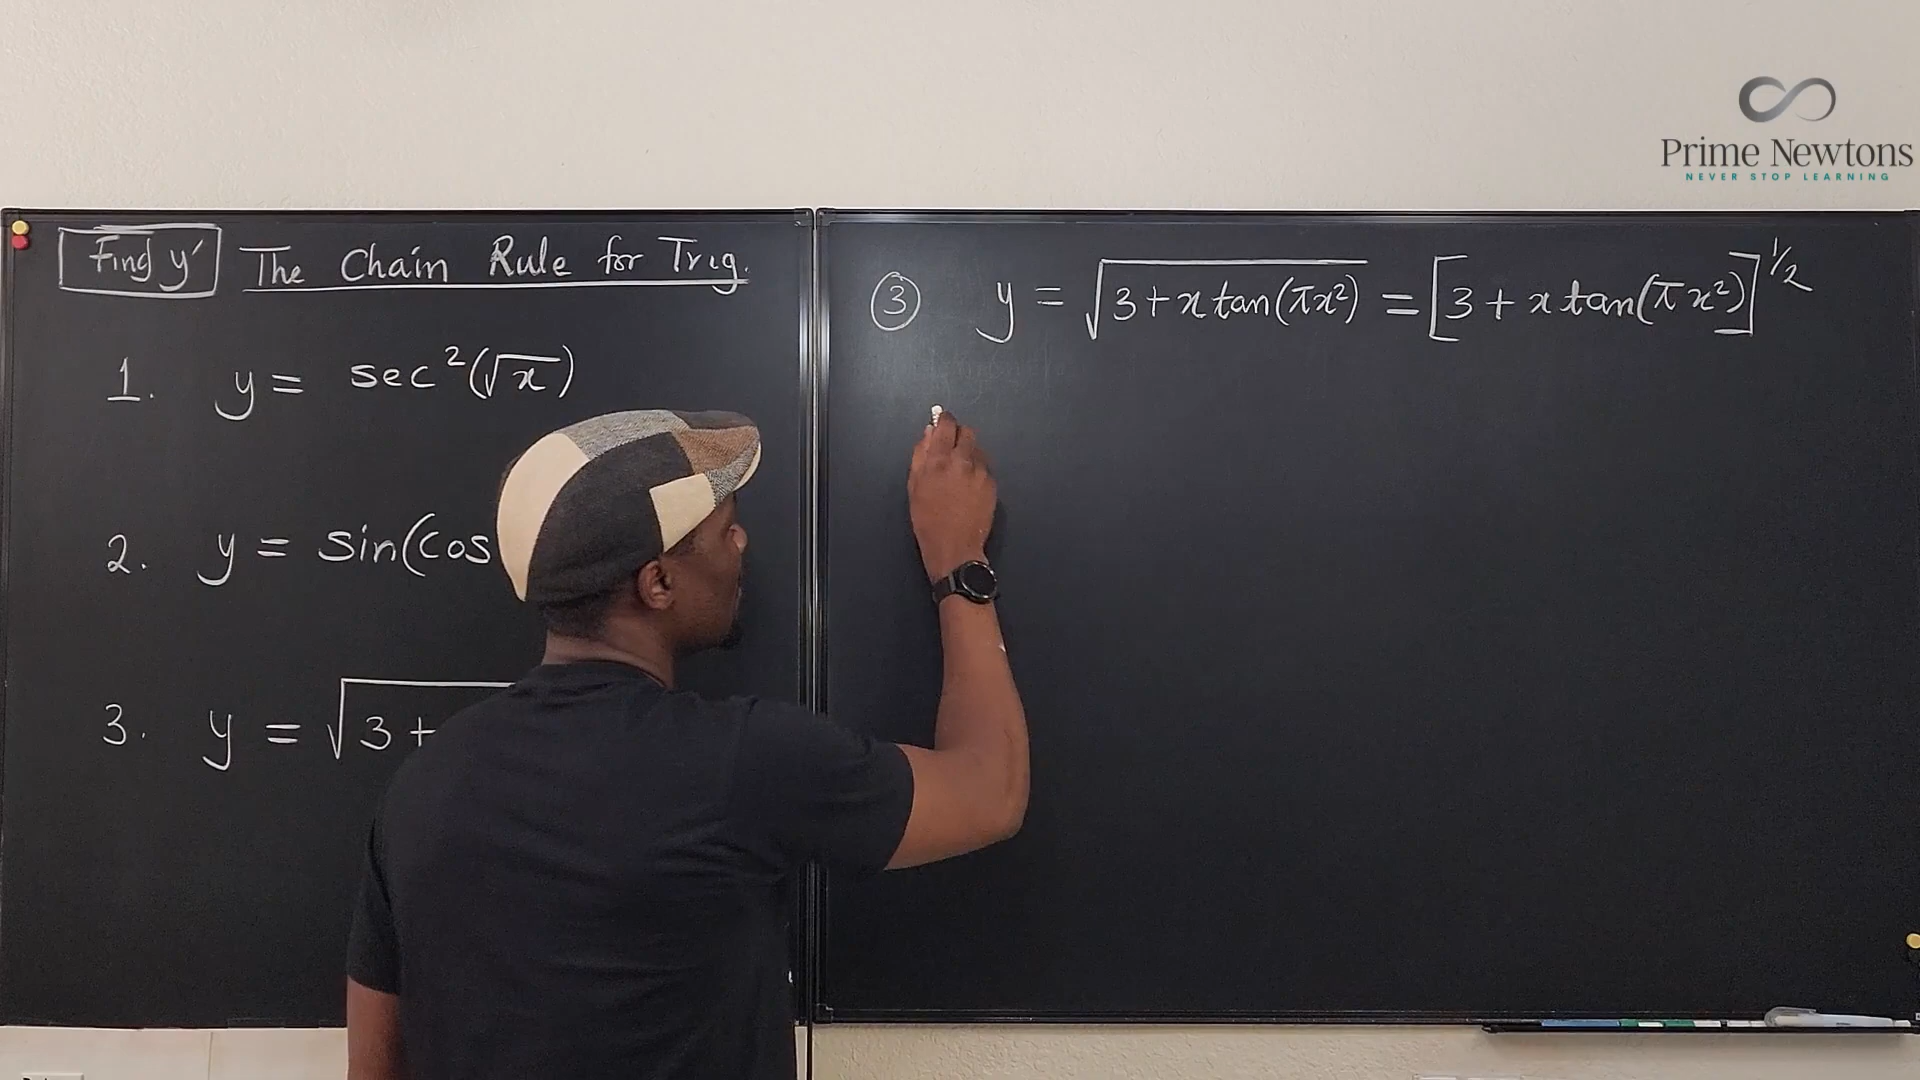 Prime Newtons
NEVER STOP LEARNING
Find y' The Chain Rule for Trig.
1. y = sec²(√x)
2. y = sin(cos
3. y = √3+
③ y = √3+x tan(πx²) = [3+x tan(πx²)]^1/2